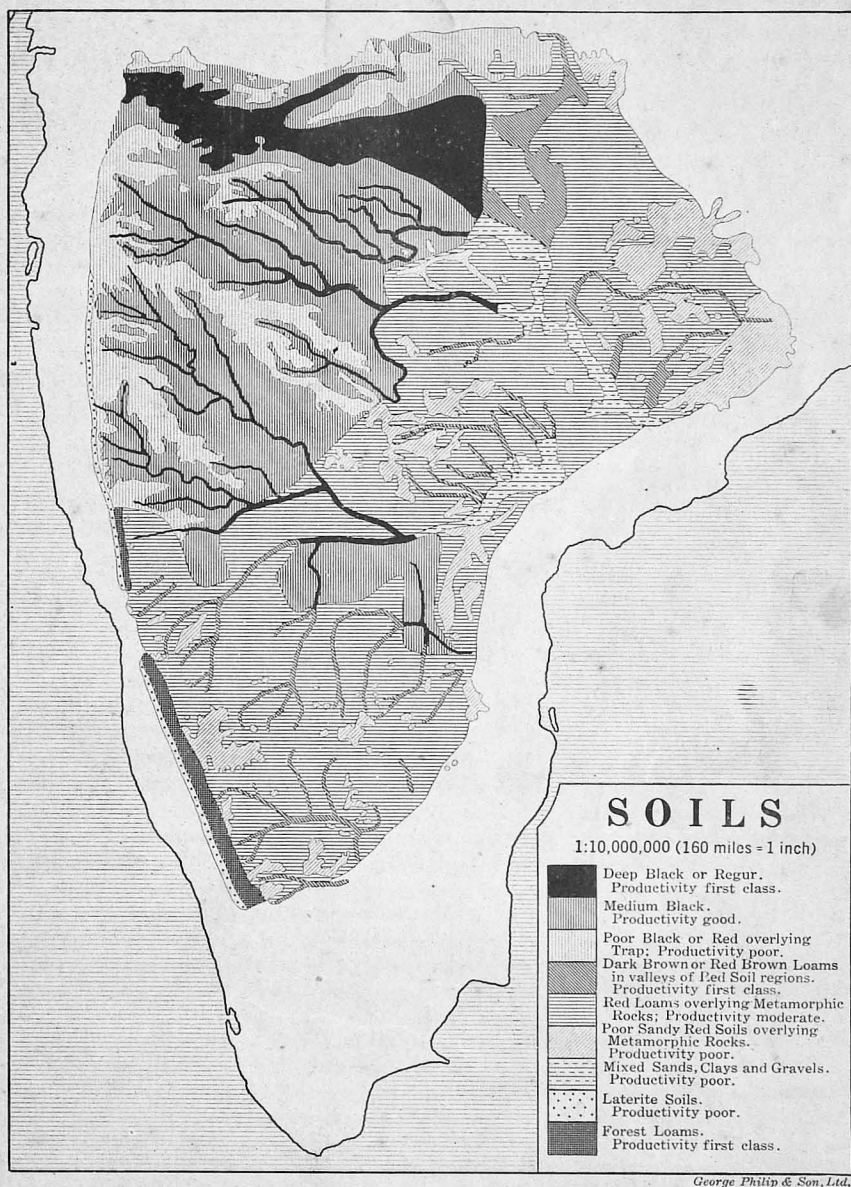 SOILS
1:10,000,000 (160 miles = 1 inch)
Deep Black or Regur.
Productivity first class.
Medium Black.
Productivity good.
Poor Black or Red overlying
Trap; Productivity poor.
Dark Brown or Red Brown Loams
in valleys of Red Soil regions.
Productivity first class.
Red Loams overlying Metamorphic
Rocks; Productivity moderate.
Poor Sandy Red Soils overlying
Metamorphic Rocks.
Productivity poor.
Mixed Sands, Clays and Gravels.
Productivity poor.
Laterite Soils.
Productivity poor.
Forest Loams.
Productivity first class.
George Philip & Son, Ltd.